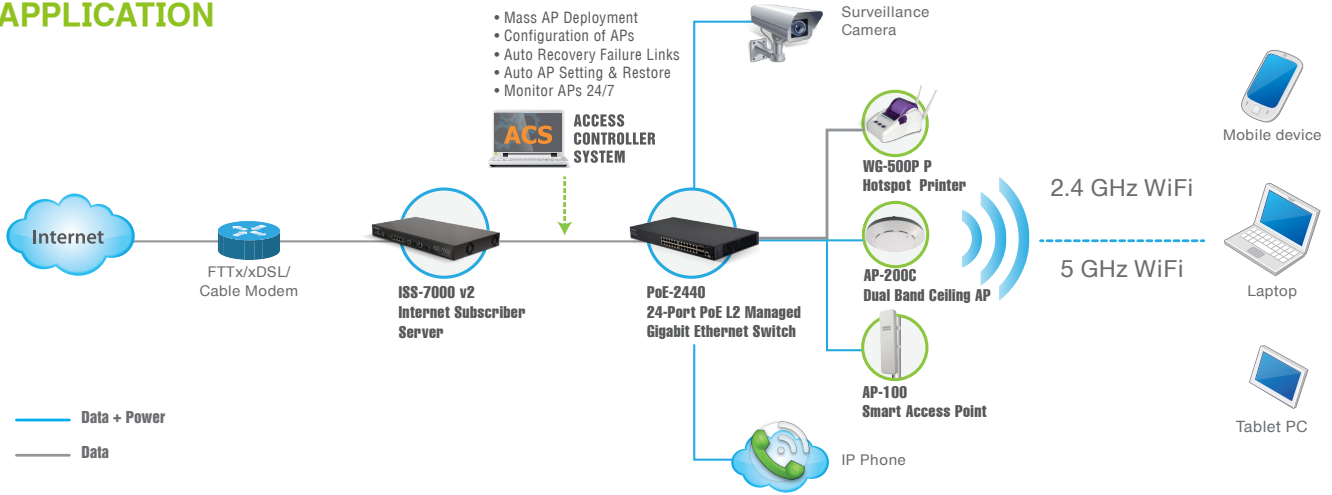 APPLICATION
• Mass AP Deployment
• Configuration of APs
• Auto Recovery Failure Links
• Auto AP Setting & Restore
• Monitor APs 24/7
ACS
ACCESS
CONTROLLER
SYSTEM
Surveillance
Camera
WG-500P P
Hotspot Printer
Mobile device
Internet
FTTx/xDSL/
Cable Modem
ISS-7000 v2
Internet Subscriber
Server
PoE-2440
24-Port PoE L2 Managed
Gigabit Ethernet Switch
AP-200C
Dual Band Ceiling AP
2.4 GHz WiFi
5 GHz WiFi
Laptop
AP-100
Smart Access Point
Tablet PC
IP Phone
Data + Power
Data